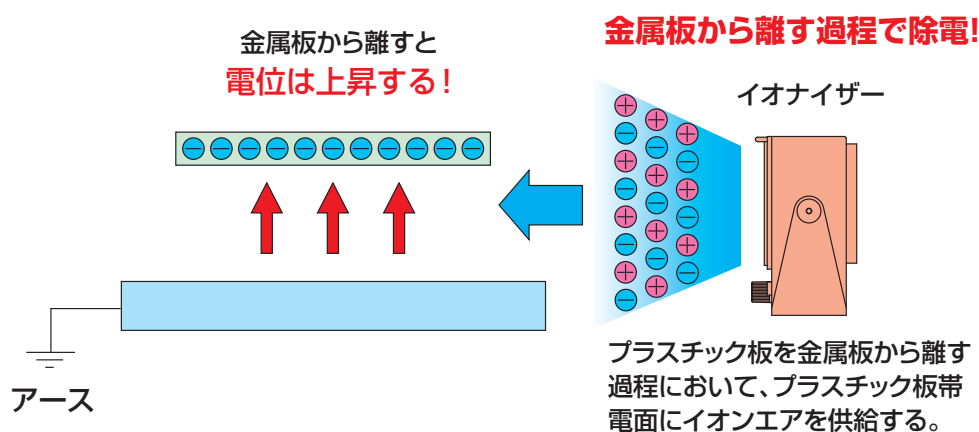 金属板から離すと
電位は上昇する!
金属板から離す過程で除電!
イオナイザー
アース
プラスチック板を金属板から離す
過程において、プラスチック板帯
電面にイオンエアを供給する。